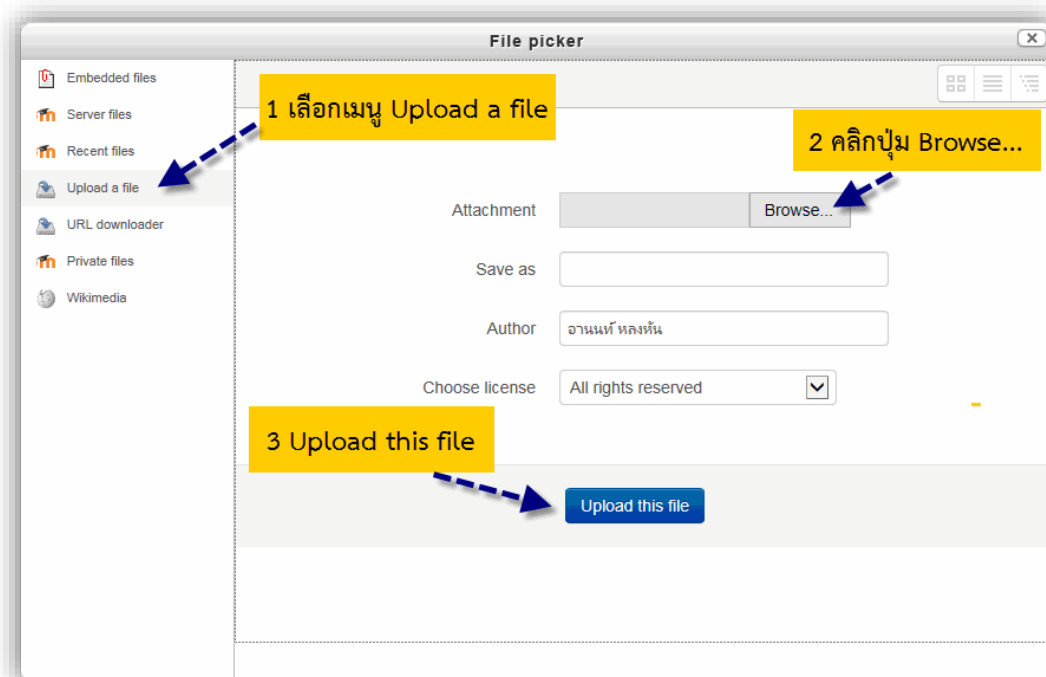 File picker
Embedded files
Server files
Recent files
Upload a file
URL downloader
Private files
Wikimedia
1 เลือกเมนู Upload a file
2 คลิกปุ่ม Browse...
Attachment
Browse...
Save as
Author
อานนท์ หลงหัน
Choose license
All rights reserved
3 Upload this file
Upload this file